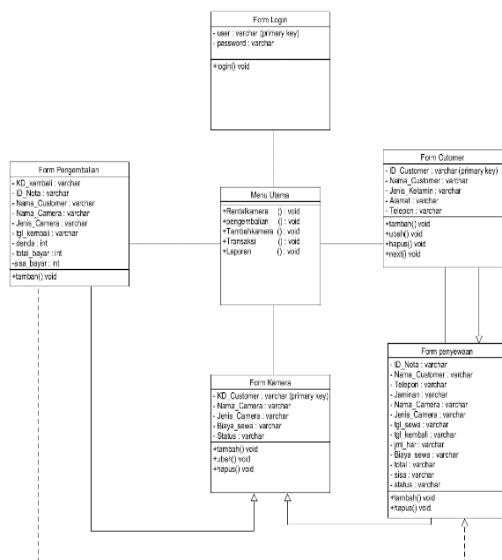 Form Login
- user : varchar (primary key)
- password : varchar
+login() void
Form Pengembalian
- KD_kembali : varchar
- ID_Nota : varchar
- Nama_Customer : varchar
- Nama_Camera : varchar
- Jenis_Camera : varchar
- tgl_kembali : varchar
- denda : int
- total_bayar : int
-sisa_bayar : int
+tambah() void
Menu Utama
+Rentalkamera () : void
+pengembalian () : void
+Tambahkamera () : void
+Transaksi () : void
+Laporan () : void
Form Cutomer
- ID_Customer : varchar (primary key)
- Nama_Customer : varchar
- Jenis_Kelamin : varchar
- Alamat : varchar
- Telepon : varchar
+tambah() void
+ubah() void
+hapus() void
+next() void
Form Kamera
- KD_Customer : varchar (primary key)
- Nama_Camera : varchar
- Jenis_Camera : varchar
- Biaya_sewa : varchar
- Status : varchar
+tambah() void
+ubah() void
+hapus() void
Form penyewaan
- ID_Nota : varchar
- Nama_Customer : varchar
- Telepon : varchar
- Jaminan : varchar
- Nama_Camera : varchar
- Jenis_Camera : varchar
- tgl_sewa : varchar
- tgl_kembali : varchar
- jml_har : varchar
- Biaya_sewa : varchar
- total : varchar
- sisa : varchar
- status : varchar
+tambah() void
+hapus() void